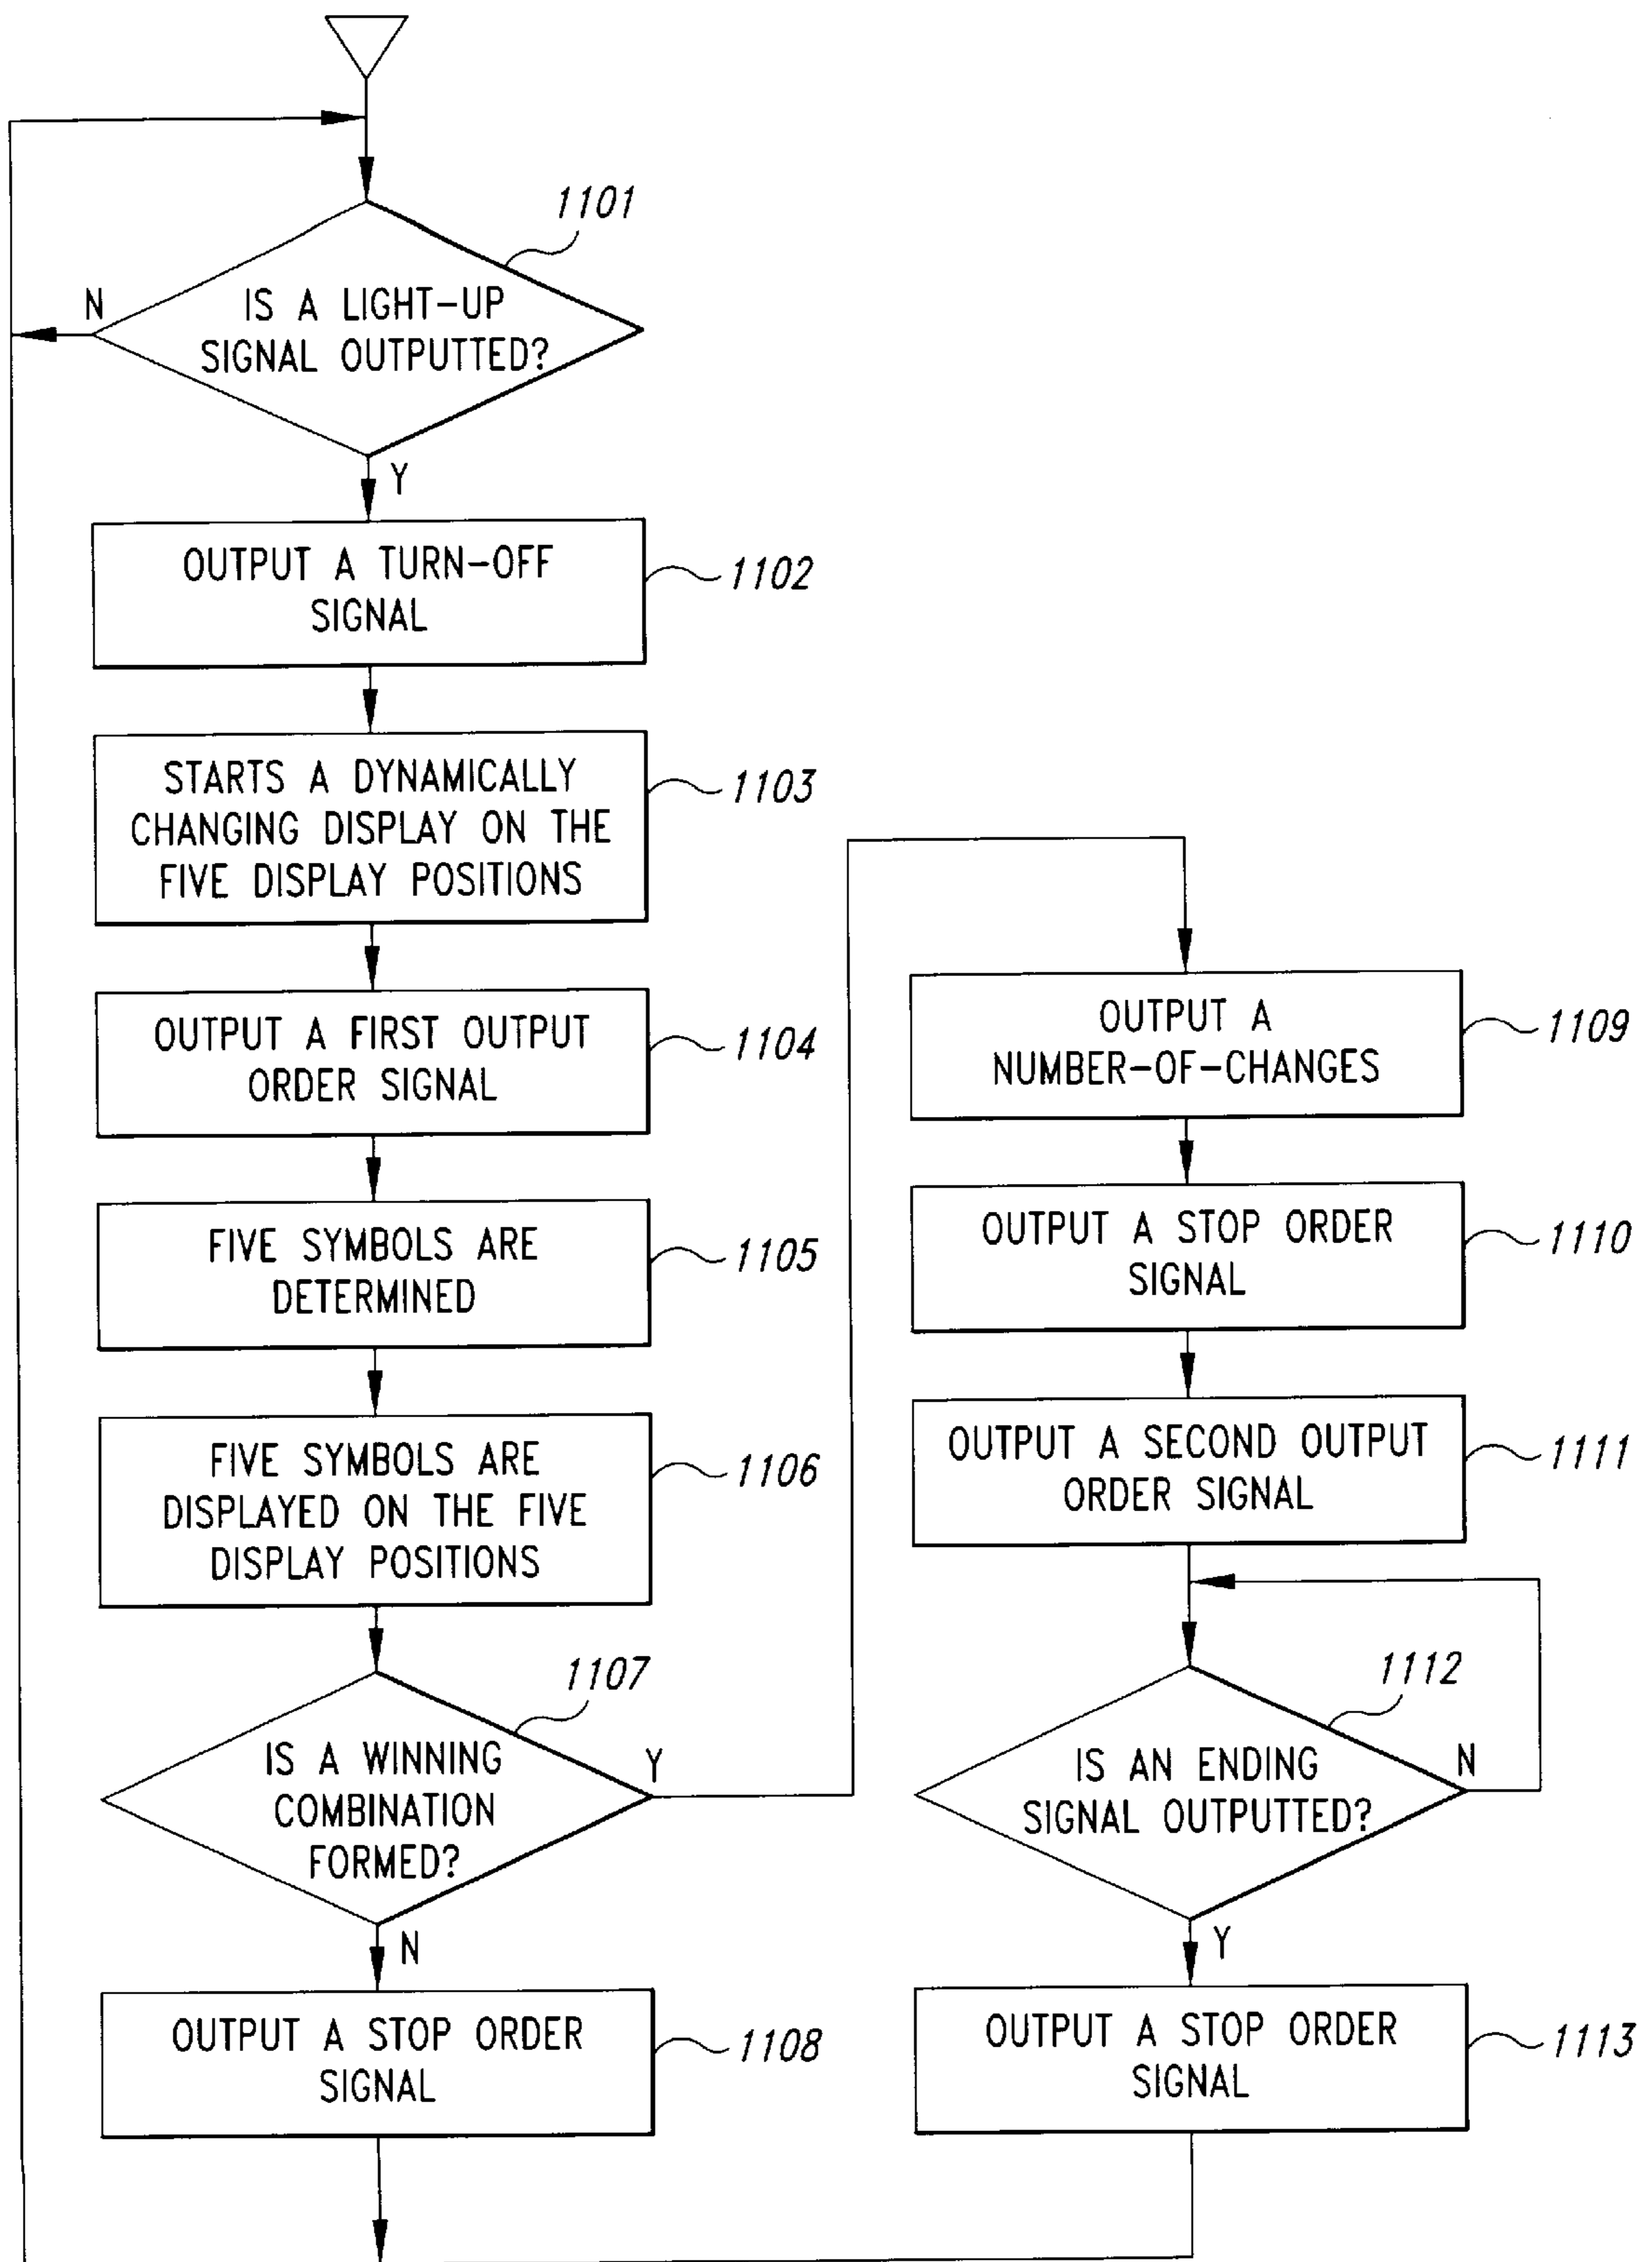 1101
N
IS A LIGHT-UP
SIGNAL OUTPUTTED?
Y
OUTPUT A TURN-OFF
SIGNAL
1102
STARTS A DYNAMICALLY
CHANGING DISPLAY ON THE
FIVE DISPLAY POSITIONS
1103
OUTPUT A FIRST OUTPUT
ORDER SIGNAL
1104
FIVE SYMBOLS ARE
DETERMINED
1105
FIVE SYMBOLS ARE
DISPLAYED ON THE FIVE
DISPLAY POSITIONS
1106
1107
IS A WINNING
COMBINATION
FORMED?
Y
N
OUTPUT A STOP ORDER
SIGNAL
1108
OUTPUT A
NUMBER-OF-CHANGES
1109
OUTPUT A STOP ORDER
SIGNAL
1110
OUTPUT A SECOND OUTPUT
ORDER SIGNAL
1111
1112
IS AN ENDING
SIGNAL OUTPUTTED?
N
Y
OUTPUT A STOP ORDER
SIGNAL
1113